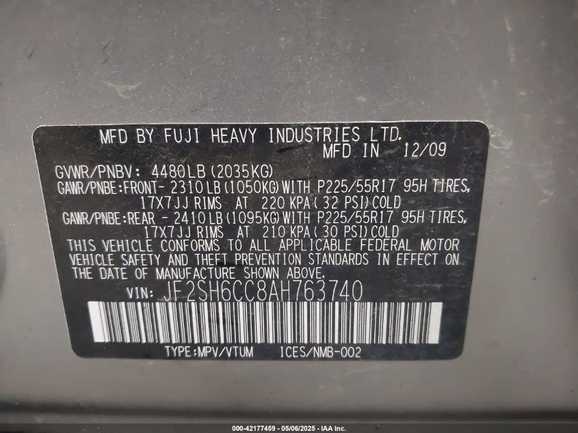 MFD BY FUJI HEAVY INDUSTRIES LTD.
MFD IN 12/09
GVWR/PNBV: 4480LB(2035KG)
GAWR/PNBE:FRONT- 2310LB(1050KG)WITH P225/55R17 95H TIRES,
17X7JJ RIMS AT 220 KPA(32 PSI)COLD
GAWR/PNBE:REAR - 2410LB(1095KG)WITH P225/55R17 95H TIRES,
17X7JJ RIMS AT 210 KPA(30 PSI)COLD
THIS VEHICLE CONFORMS TO ALL APPLICABLE FEDERAL MOTOR
VEHICLE SAFETY AND THEFT PREVENTION STANDARDS IN EFFECT ON
THE DATE OF MANUFACTURE SHOWN ABOVE.
VIN: JF2SH6CC8AH763740
TYPE:MPV/VTUM ICES/NMB-002
000-42177459 - 05/06/2025 - IAA Inc.